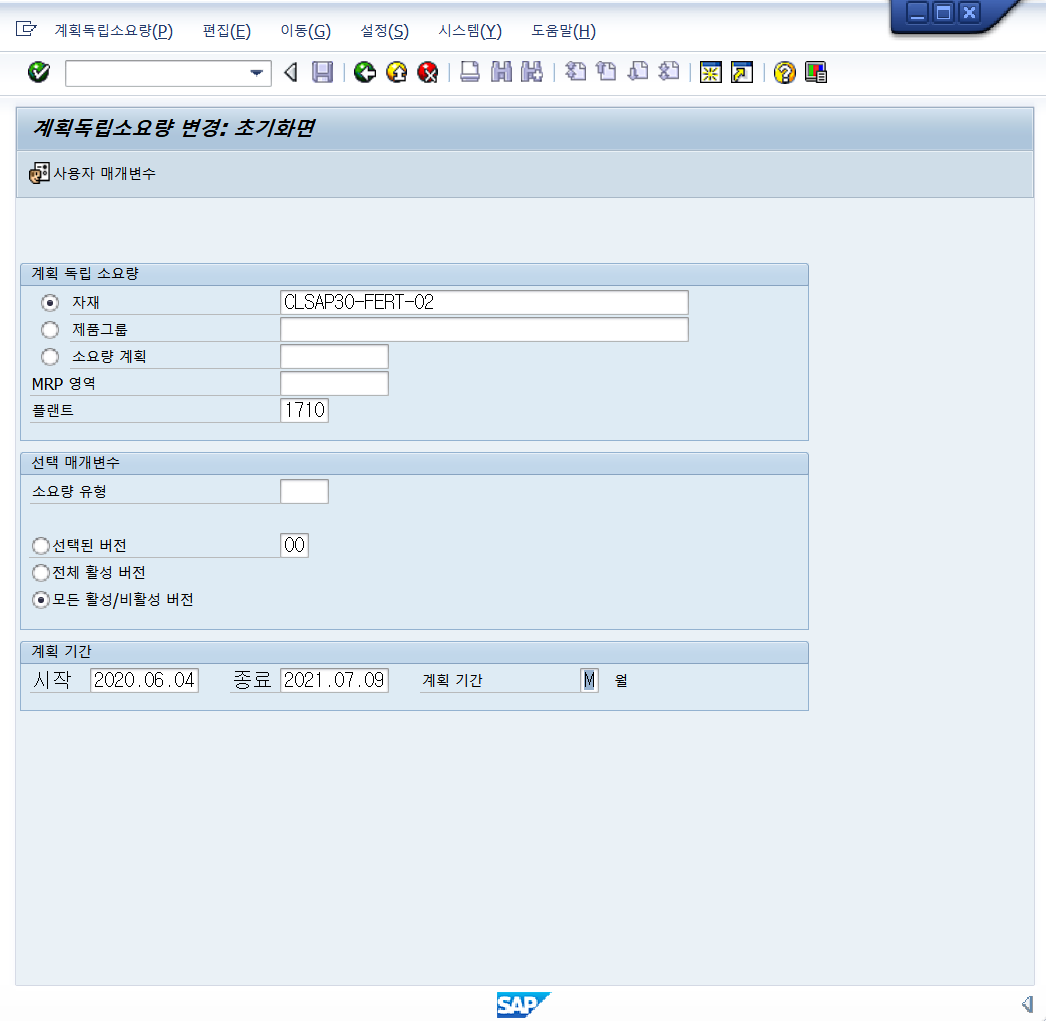 계획독립소요량(P) 편집(E) 이동(G) 설정(S) 시스템(Y) 도움말(H)
계획독립소요량 변경: 초기화면
사용자 매개변수
계획 독립 소요량
자재 CLSAP30-FERT-02
제품그룹
소요량 계획
MRP 영역
플랜트 1710
선택 매개변수
소요량 유형
선택된 버전 00
전체 활성 버전
모든 활성/비활성 버전
계획 기간
시작 2020.06.04 종료 2021.07.09 계획 기간 M 월
SAP